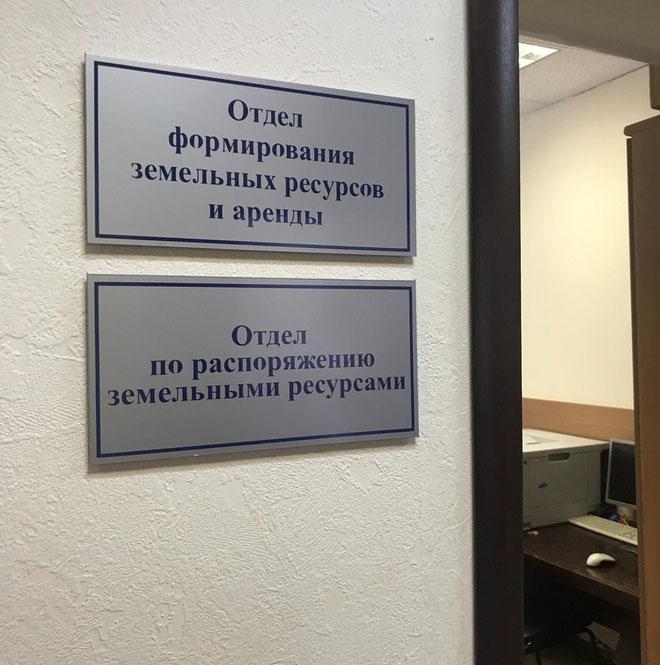 Отдел
формирования
земельных ресурсов
и аренды
Отдел
по распоряжению
земельными ресурсами